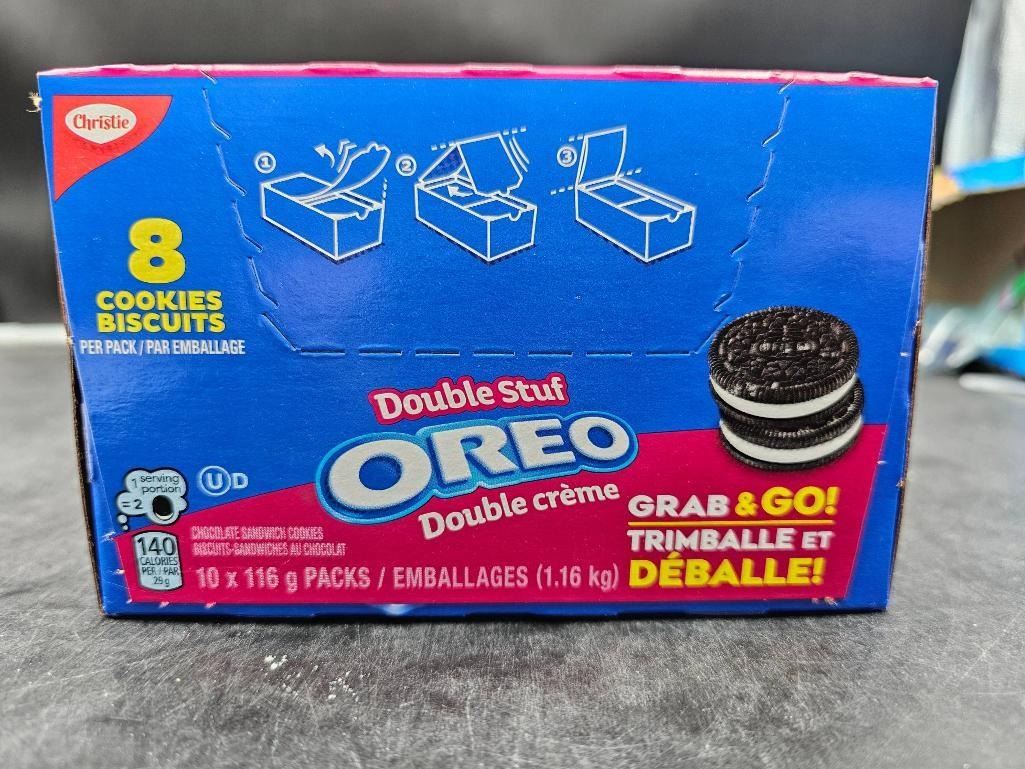 Christie
1
2
3
8
COOKIES
BISCUITS
PER PACK / PAR EMBALLAGE
Double Stuf
OREO
Double crème
1 serving
portion
= 2
U D
140
CALORIES
PER / PAR
29 g
CHOCOLATE SANDWICH COOKIES
BISCUITS-SANDWICHES AU CHOCOLAT
10 x 116 g PACKS / EMBALLAGES (1.16 kg)
GRAB & GO!
TRIMBALLE ET
DÉBALLE!
OREO